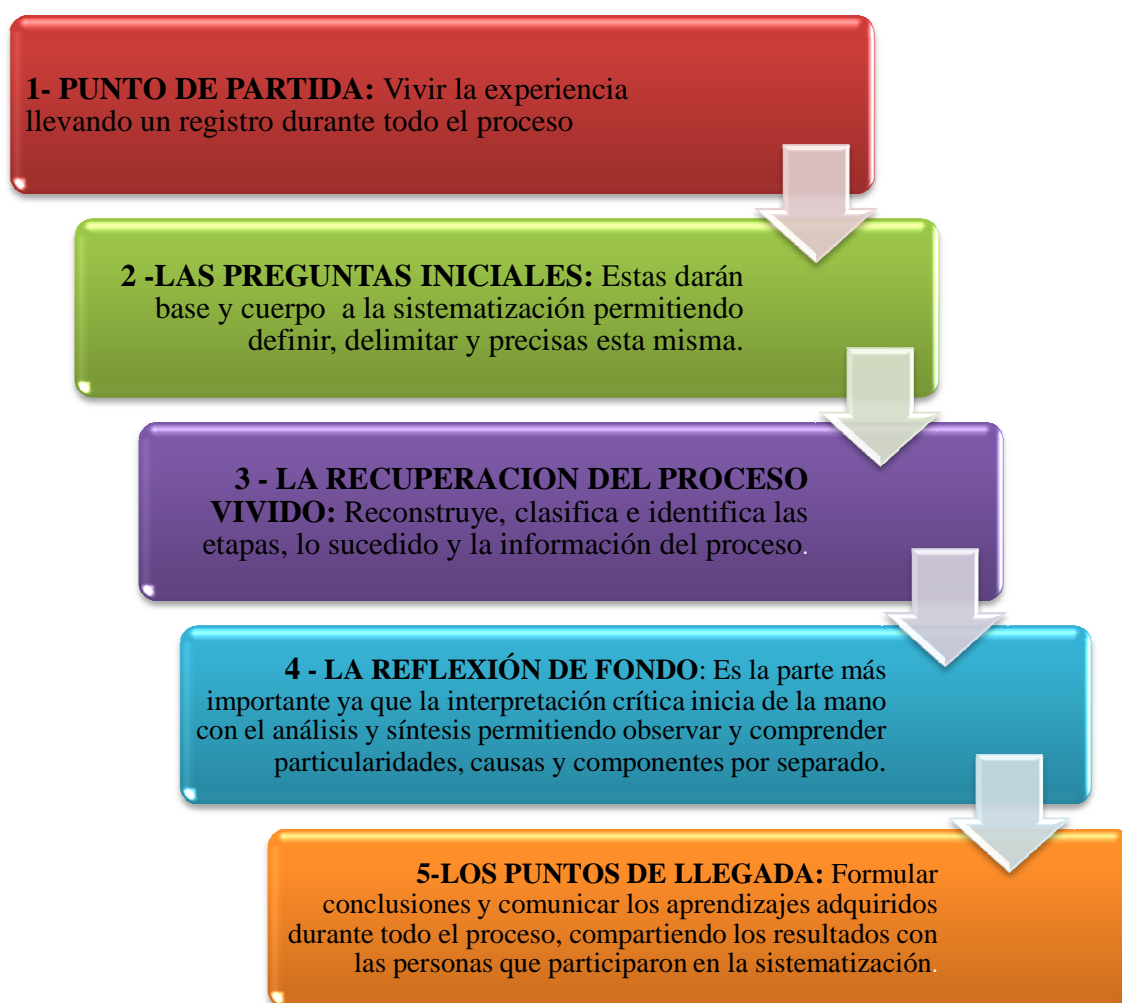 1- PUNTO DE PARTIDA: Vivir la experiencia
llevando un registro durante todo el proceso
2 -LAS PREGUNTAS INICIALES: Estas darán
base y cuerpo a la sistematización permitiendo
definir, delimitar y precisas esta misma.
3 - LA RECUPERACION DEL PROCESO
VIVIDO: Reconstruye, clasifica e identifica las
etapas, lo sucedido y la información del proceso.
4 - LA REFLEXIÓN DE FONDO: Es la parte más
importante ya que la interpretación crítica inicia de la mano
con el análisis y síntesis permitiendo observar y comprender
particularidades, causas y componentes por separado.
5-LOS PUNTOS DE LLEGADA: Formular
conclusiones y comunicar los aprendizajes adquiridos
durante todo el proceso, compartiendo los resultados con
las personas que participaron en la sistematización.